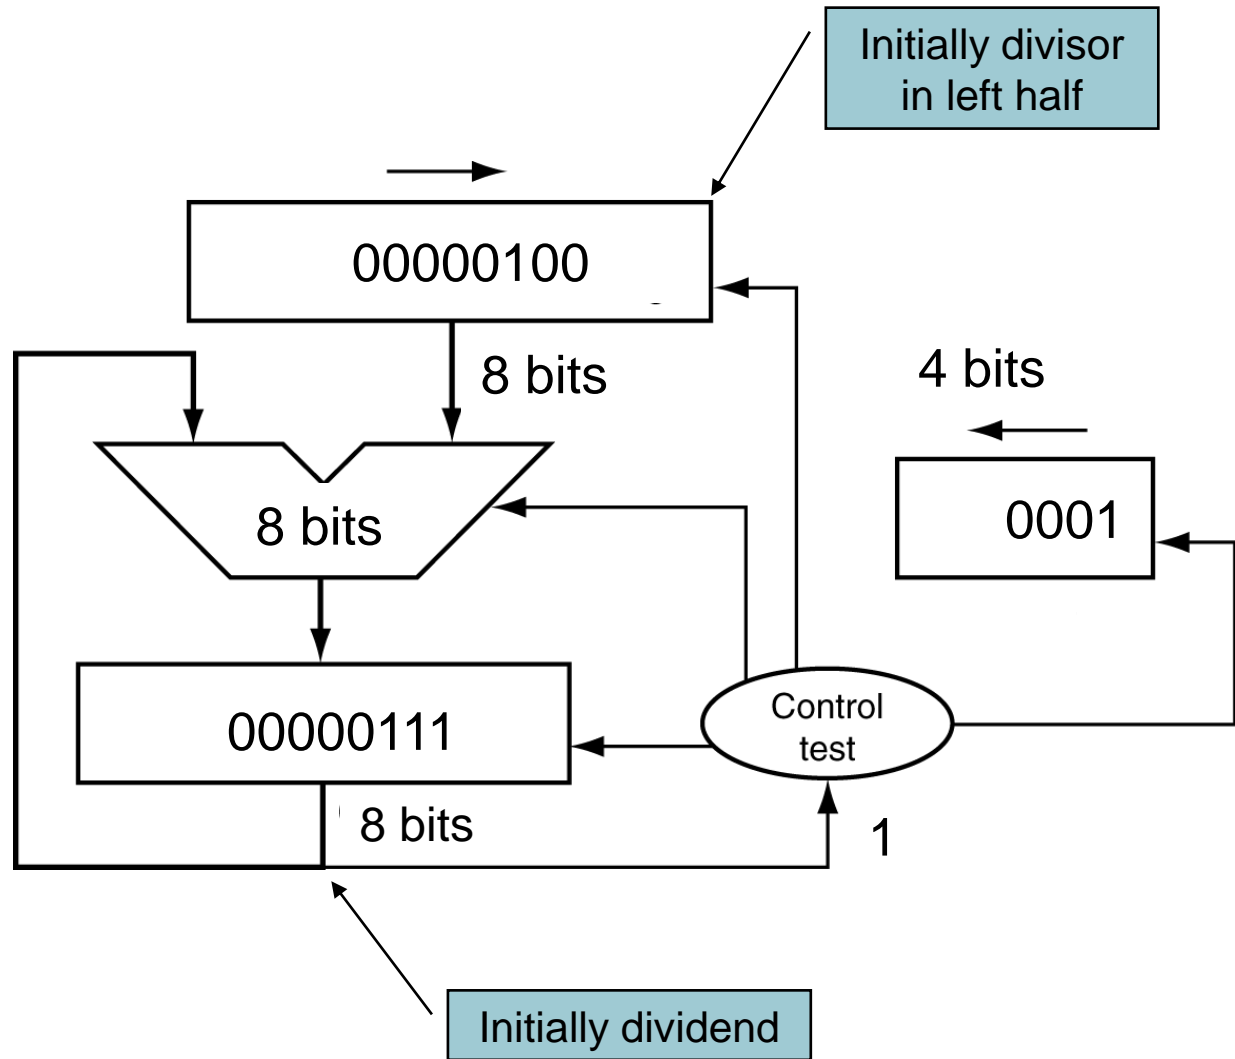 Initially divisor
in left half
00000100
8 bits
4 bits
8 bits
0001
00000111
Control
test
8 bits
1
Initially dividend